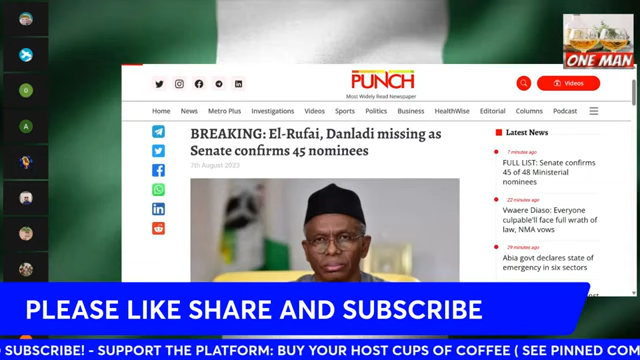 ONE MAN
PUNCH
Most Widely Read Newspaper
Videos
Home News Metro Plus Investigations Videos Sports Politics Business HealthWise Editorial Columns Podcast
BREAKING: El-Rufai, Danladi missing as
Senate confirms 45 nominees
7th August 2023
Latest News
7 minutes ago
FULL LIST: Senate confirms
45 of 48 Ministerial
nominees
22 minutes ago
Vwaere Diaso: Everyone
culpable'll face full wrath of
law, NMA vows
29 minutes ago
Abia govt declares state of
emergency in six sectors
PLEASE LIKE SHARE AND SUBSCRIBE
SUBSCRIBE! - SUPPORT THE PLATFORM: BUY YOUR HOST CUPS OF COFFEE ( SEE PINNED COM